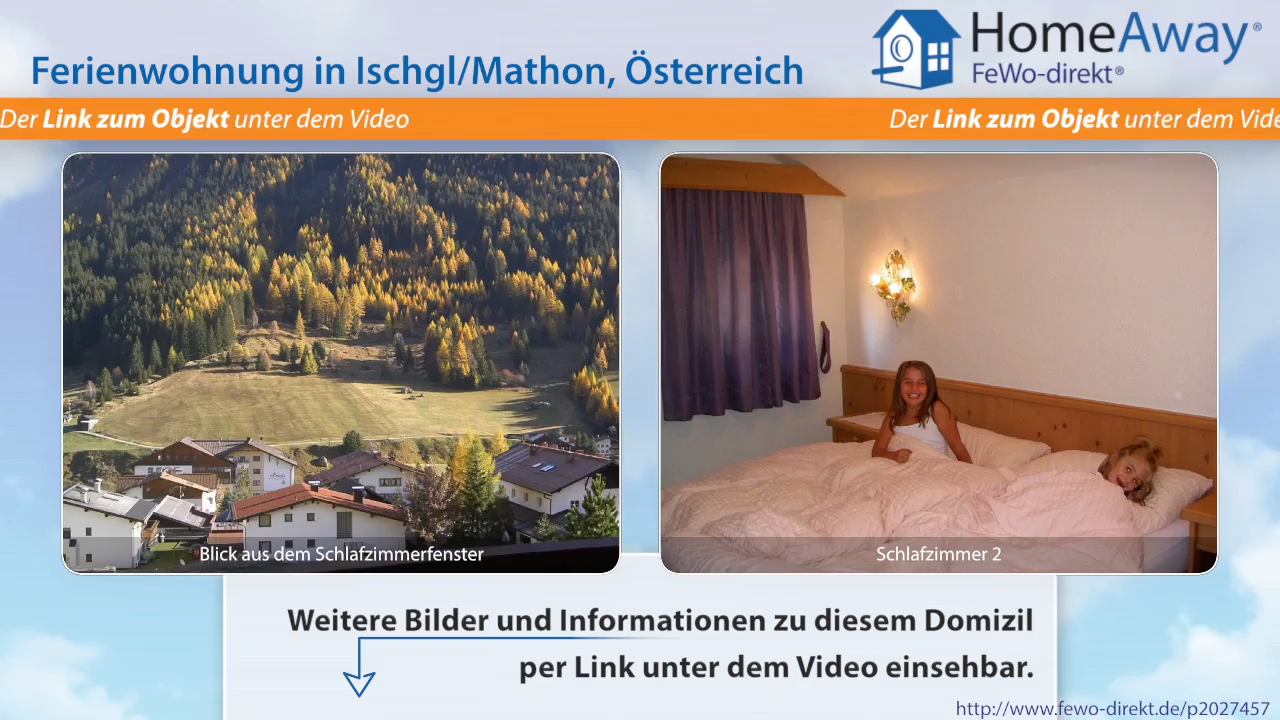 Ferienwohnung in Ischgl/Mathon, Österreich
HomeAway®
FeWo-direkt®
Der Link zum Objekt unter dem Video
Der Link zum Objekt unter dem Vide
Blick aus dem Schlafzimmerfenster
Schlafzimmer 2
Weitere Bilder und Informationen zu diesem Domizil
per Link unter dem Video einsehbar.
http://www.fewo-direkt.de/p2027457